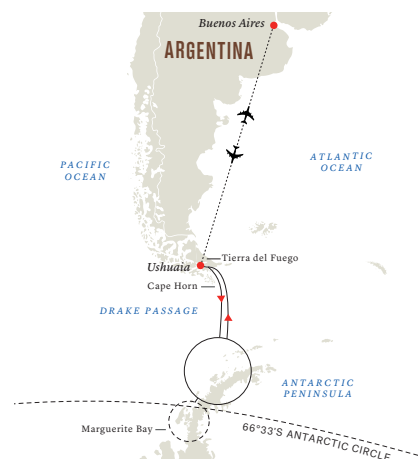 Buenos Aires
ARGENTINA
PACIFIC
OCEAN
ATLANTIC
OCEAN
Tierra del Fuego
Ushuaia
Cape Horn
DRAKE PASSAGE
ANTARCTIC
PENINSULA
Marguerite Bay
66°33'S ANTARCTIC CIRCLE